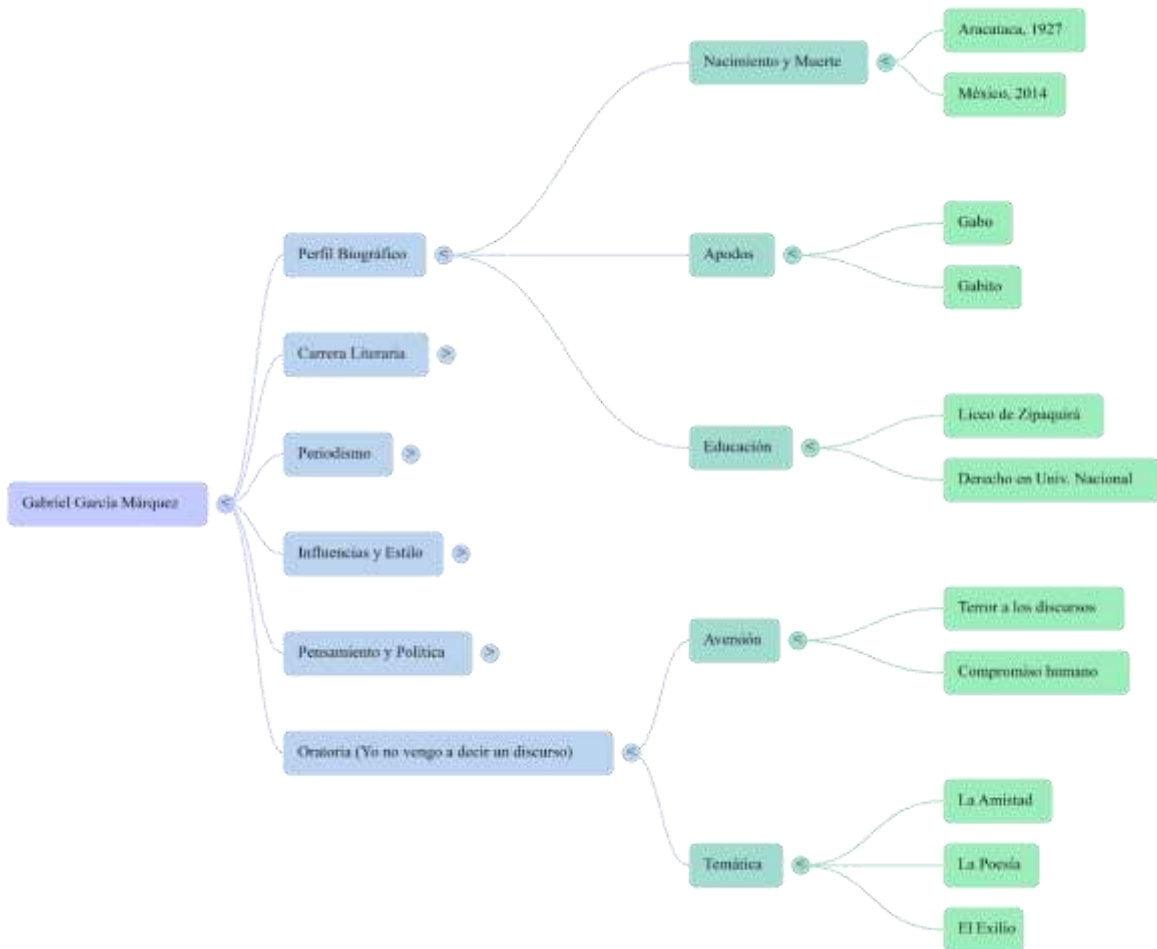 Gabriel García Márquez
Perfil Biográfico
Nacimiento y Muerte
Aracataca, 1927
México, 2014
Apodos
Gabo
Gabito
Educación
Liceo de Zipaquirá
Derecho en Univ. Nacional
Carrera Literaria
Periodismo
Influencias y Estilo
Pensamiento y Política
Oratoria (Yo no vengo a decir un discurso)
Aversión
Terror a los discursos
Compromiso humano
Temática
La Amistad
La Poesía
El Exilio